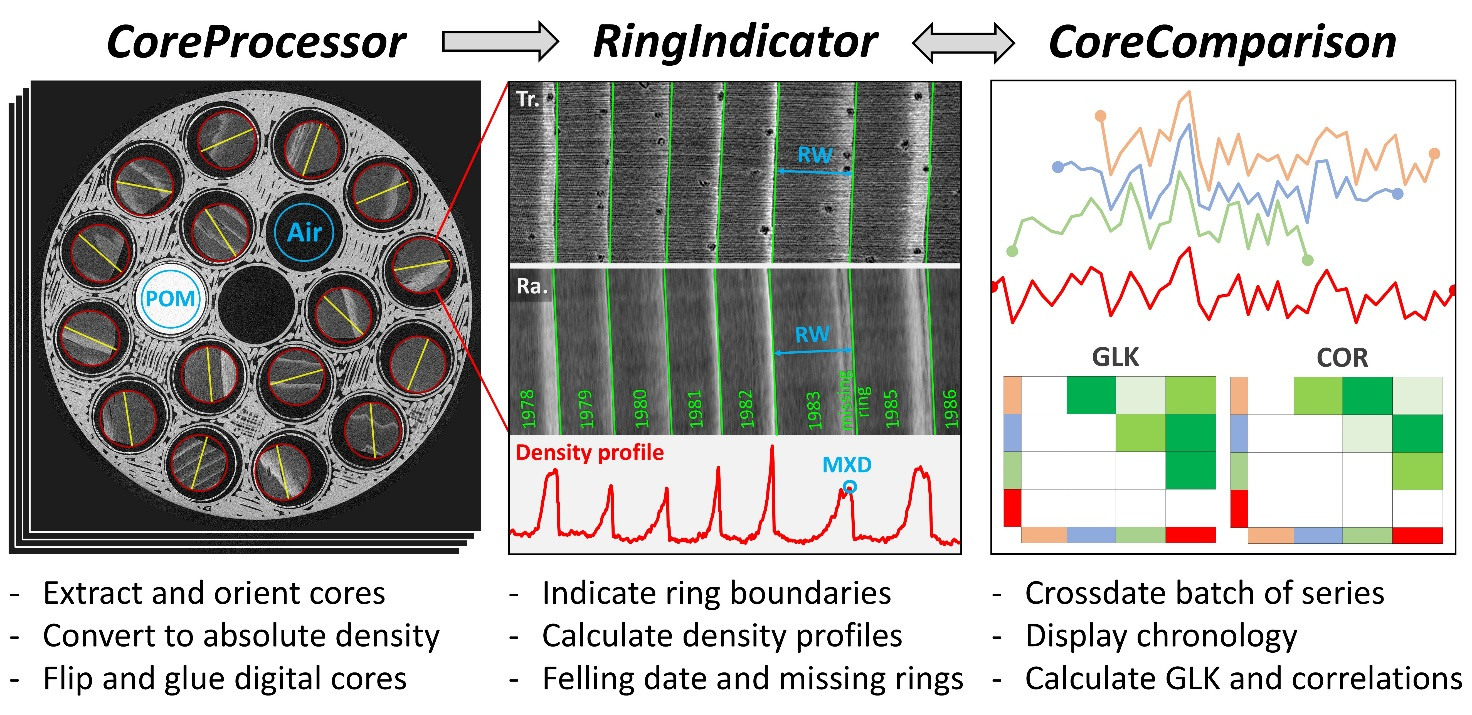 CoreProcessor
RingIndicator
CoreComparison
Air
POM
Tr.
RW
Ra.
RW
1978
1979
1980
1981
1982
1983
missing
ring
1985
1986
Density profile
MXD
GLK
COR
- Extract and orient cores
- Convert to absolute density
- Flip and glue digital cores
- Indicate ring boundaries
- Calculate density profiles
- Felling date and missing rings
- Crossdate batch of series
- Display chronology
- Calculate GLK and correlations